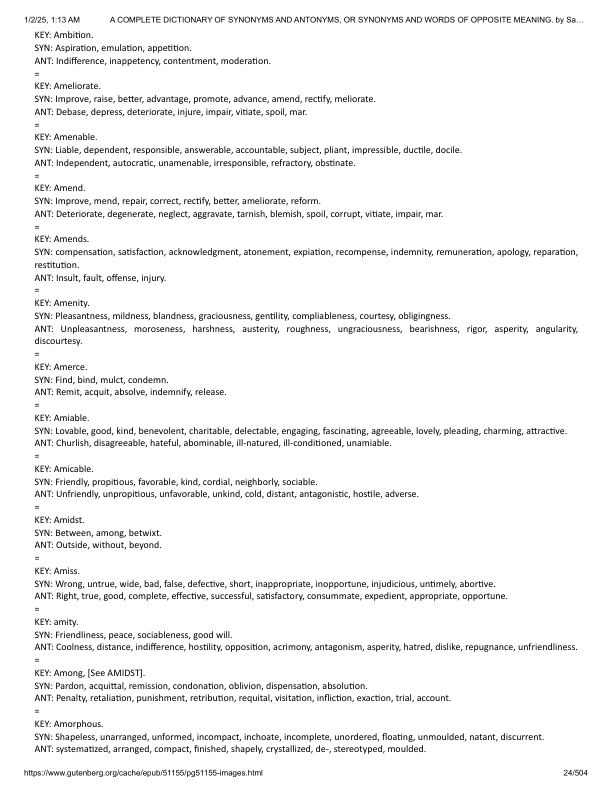 1/2/25, 1:13 AM A COMPLETE DICTIONARY OF SYNONYMS AND ANTONYMS, OR SYNONYMS AND WORDS OF OPPOSITE MEANING. by Sa…
KEY: Ambition.
SYN: Aspiration, emulation, appetition.
ANT: Indifference, inappetency, contentment, moderation.
=
KEY: Ameliorate.
SYN: Improve, raise, better, advantage, promote, advance, amend, rectify, meliorate.
ANT: Debase, depress, deteriorate, injure, impair, vitiate, spoil, mar.
=
KEY: Amenable.
SYN: Liable, dependent, responsible, answerable, accountable, subject, pliant, impressible, ductile, docile.
ANT: Independent, autocratic, unamenable, irresponsible, refractory, obstinate.
=
KEY: Amend.
SYN: Improve, mend, repair, correct, rectify, better, ameliorate, reform.
ANT: Deteriorate, degenerate, neglect, aggravate, tarnish, blemish, spoil, corrupt, vitiate, impair, mar.
=
KEY: Amends.
SYN: compensation, satisfaction, acknowledgment, atonement, expiation, recompense, indemnity, remuneration, apology, reparation,
restitution.
ANT: Insult, fault, offense, injury.
=
KEY: Amenity.
SYN: Pleasantness, mildness, blandness, graciousness, gentility, compliableness, courtesy, obligingness.
ANT: Unpleasantness, moroseness, harshness, austerity, roughness, ungraciousness, bearishness, rigor, asperity, angularity,
discourtesy.
=
KEY: Amerce.
SYN: Find, bind, mulct, condemn.
ANT: Remit, acquit, absolve, indemnify, release.
=
KEY: Amiable.
SYN: Lovable, good, kind, benevolent, charitable, delectable, engaging, fascinating, agreeable, lovely, pleading, charming, attractive.
ANT: Churlish, disagreeable, hateful, abominable, ill-natured, ill-conditioned, unamiable.
=
KEY: Amicable.
SYN: Friendly, propitious, favorable, kind, cordial, neighborly, sociable.
ANT: Unfriendly, unpropitious, unfavorable, unkind, cold, distant, antagonistic, hostile, adverse.
=
KEY: Amidst.
SYN: Between, among, betwixt.
ANT: Outside, without, beyond.
=
KEY: Amiss.
SYN: Wrong, untrue, wide, bad, false, defective, short, inappropriate, inopportune, injudicious, untimely, abortive.
ANT: Right, true, good, complete, effective, successful, satisfactory, consummate, expedient, appropriate, opportune.
=
KEY: amity.
SYN: Friendliness, peace, sociableness, good will.
ANT: Coolness, distance, indifference, hostility, opposition, acrimony, antagonism, asperity, hatred, dislike, repugnance, unfriendliness.
=
KEY: Among, [See AMIDST].
SYN: Pardon, acquittal, remission, condonation, oblivion, dispensation, absolution.
ANT: Penalty, retaliation, punishment, retribution, requital, visitation, infliction, exaction, trial, account.
=
KEY: Amorphous.
SYN: Shapeless, unarranged, unformed, incompact, inchoate, incomplete, unordered, floating, unmoulded, natant, discurrent.
ANT: systematized, arranged, compact, finished, shapely, crystallized, de-, stereotyped, moulded.
https://www.gutenberg.org/cache/epub/51155/pg51155-images.html 24/504